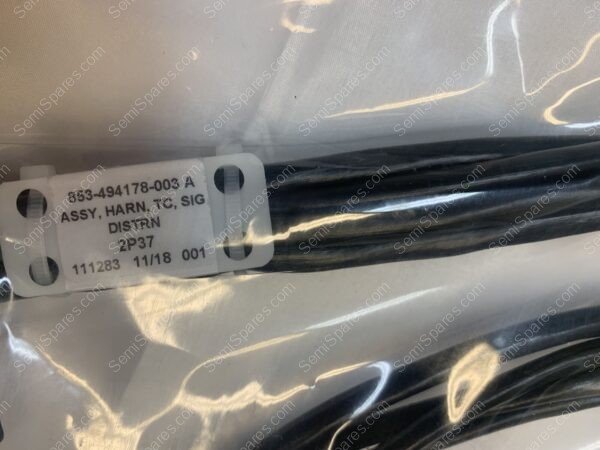 853-494178-003 A
ASSY, HARN, TC, SIG
DISTRN
2P37
111283 11/18 001
SemiSpares.com